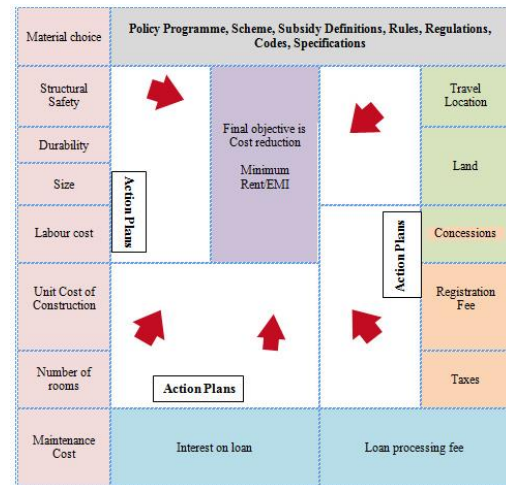 Material choice
Policy Programme, Scheme, Subsidy Definitions, Rules, Regulations,
Codes, Specifications
Structural
Safety
Durability
Size
Labour cost
Unit Cost of
Construction
Number of
rooms
Maintenance
Cost
Action Plans
Final objective is
Cost reduction
Minimum
Rent/EMI
Action Plans
Action Plans
Travel
Location
Land
Concessions
Registration
Fee
Taxes
Interest on loan
Loan processing fee